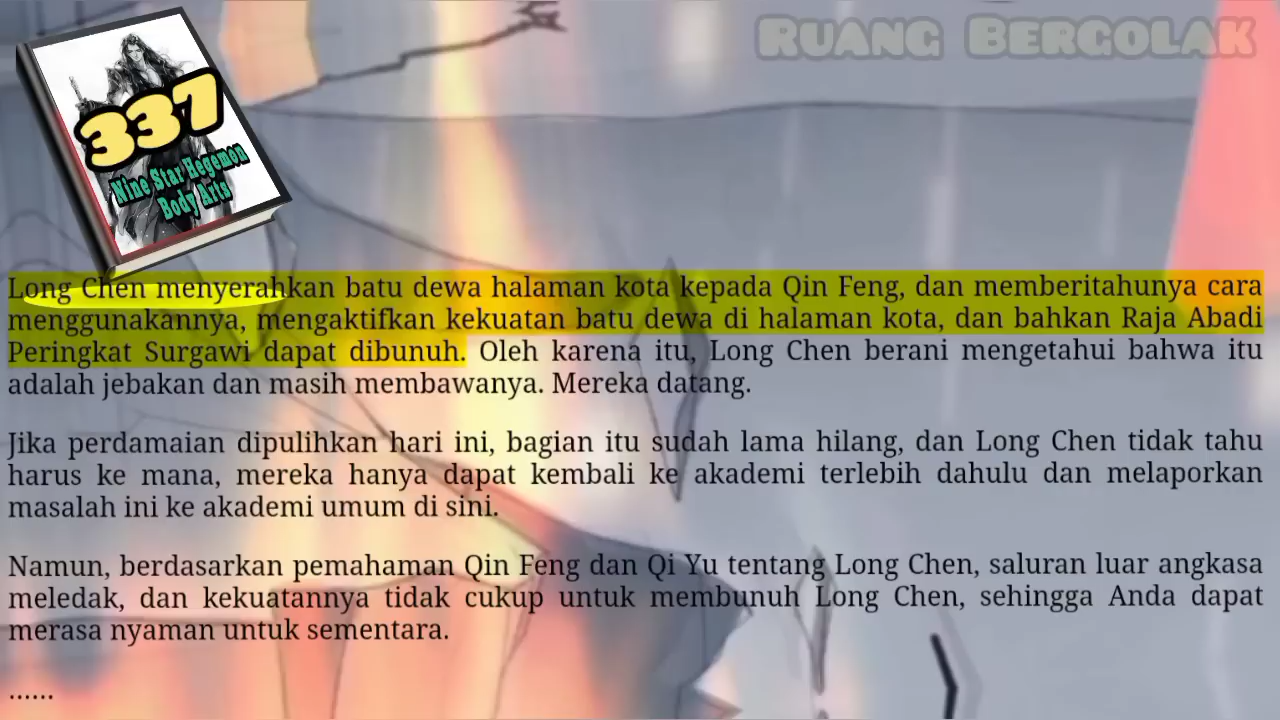 RUANG BERGOLAK
337
Nine Star Hegemon
Body Arts
Long Chen menyerahkan batu dewa halaman kota kepada Qin Feng, dan memberitahunya cara
menggunakannya, mengaktifkan kekuatan batu dewa di halaman kota, dan bahkan Raja Abadi
Peringkat Surgawi dapat dibunuh. Oleh karena itu, Long Chen berani mengetahui bahwa itu
adalah jebakan dan masih membawanya. Mereka datang.
Jika perdamaian dipulihkan hari ini, bagian itu sudah lama hilang, dan Long Chen tidak tahu
harus ke mana, mereka hanya dapat kembali ke akademi terlebih dahulu dan melaporkan
masalah ini ke akademi umum di sini.
Namun, berdasarkan pemahaman Qin Feng dan Qi Yu tentang Long Chen, saluran luar angkasa
meledak, dan kekuatannya tidak cukup untuk membunuh Long Chen, sehingga Anda dapat
merasa nyaman untuk sementara.
......